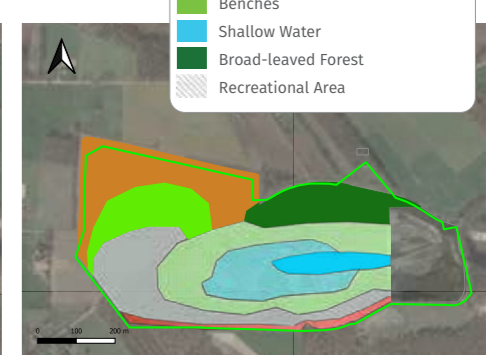 Benches
Shallow Water
Broad-leaved Forest
Recreational Area
0 100 200 m